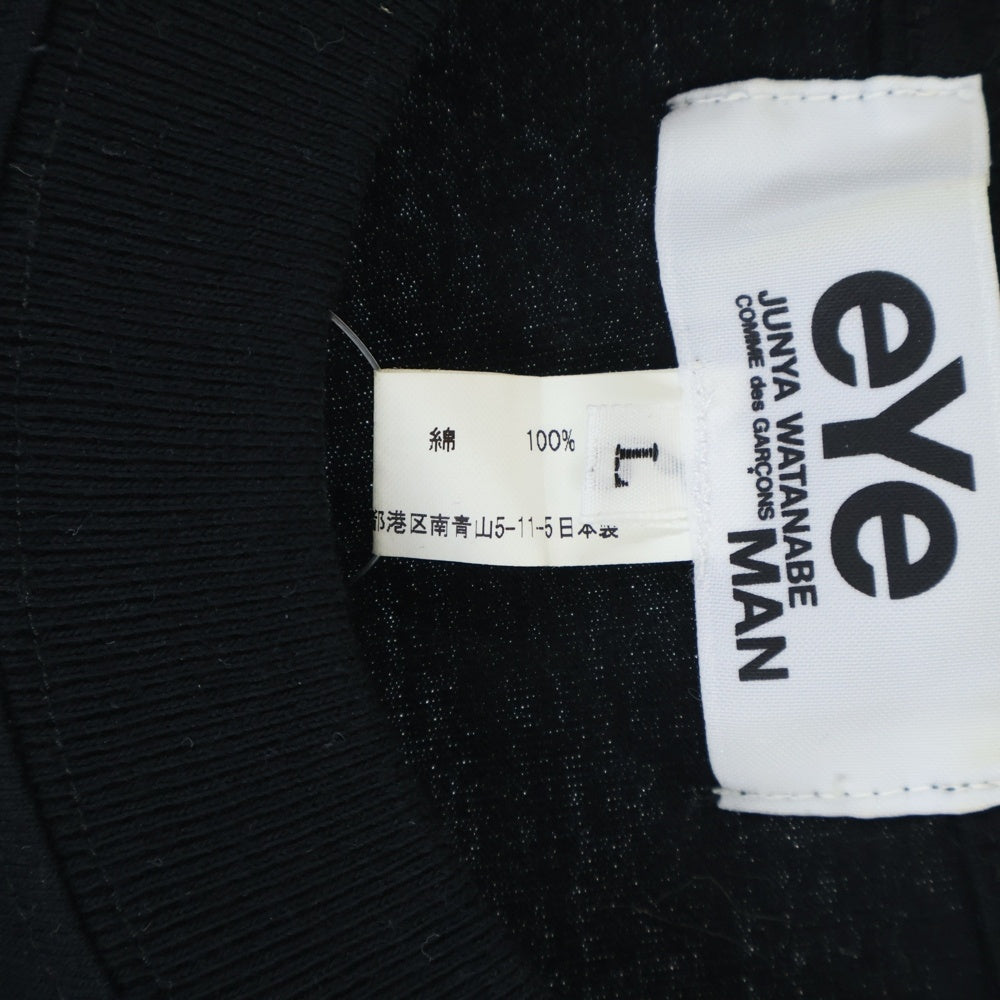 eYe
JUNYA WATANABE
COMME des GARÇONS MAN
綿 100%
L
都港区南青山5-11-5日本製